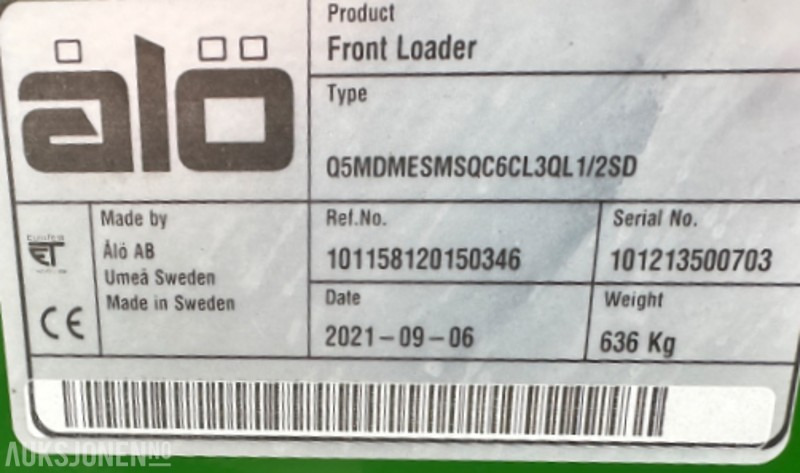 älö
Product
Front Loader
Type
Q5MDMESMSQC6CL3QL1/2SD
Made by
Ålö AB
Umeå Sweden
Made in Sweden
CE
Ref.No.
101158120150346
Serial No.
101213500703
Date
2021-09-06
Weight
636 Kg
AUKSJONEN.NO